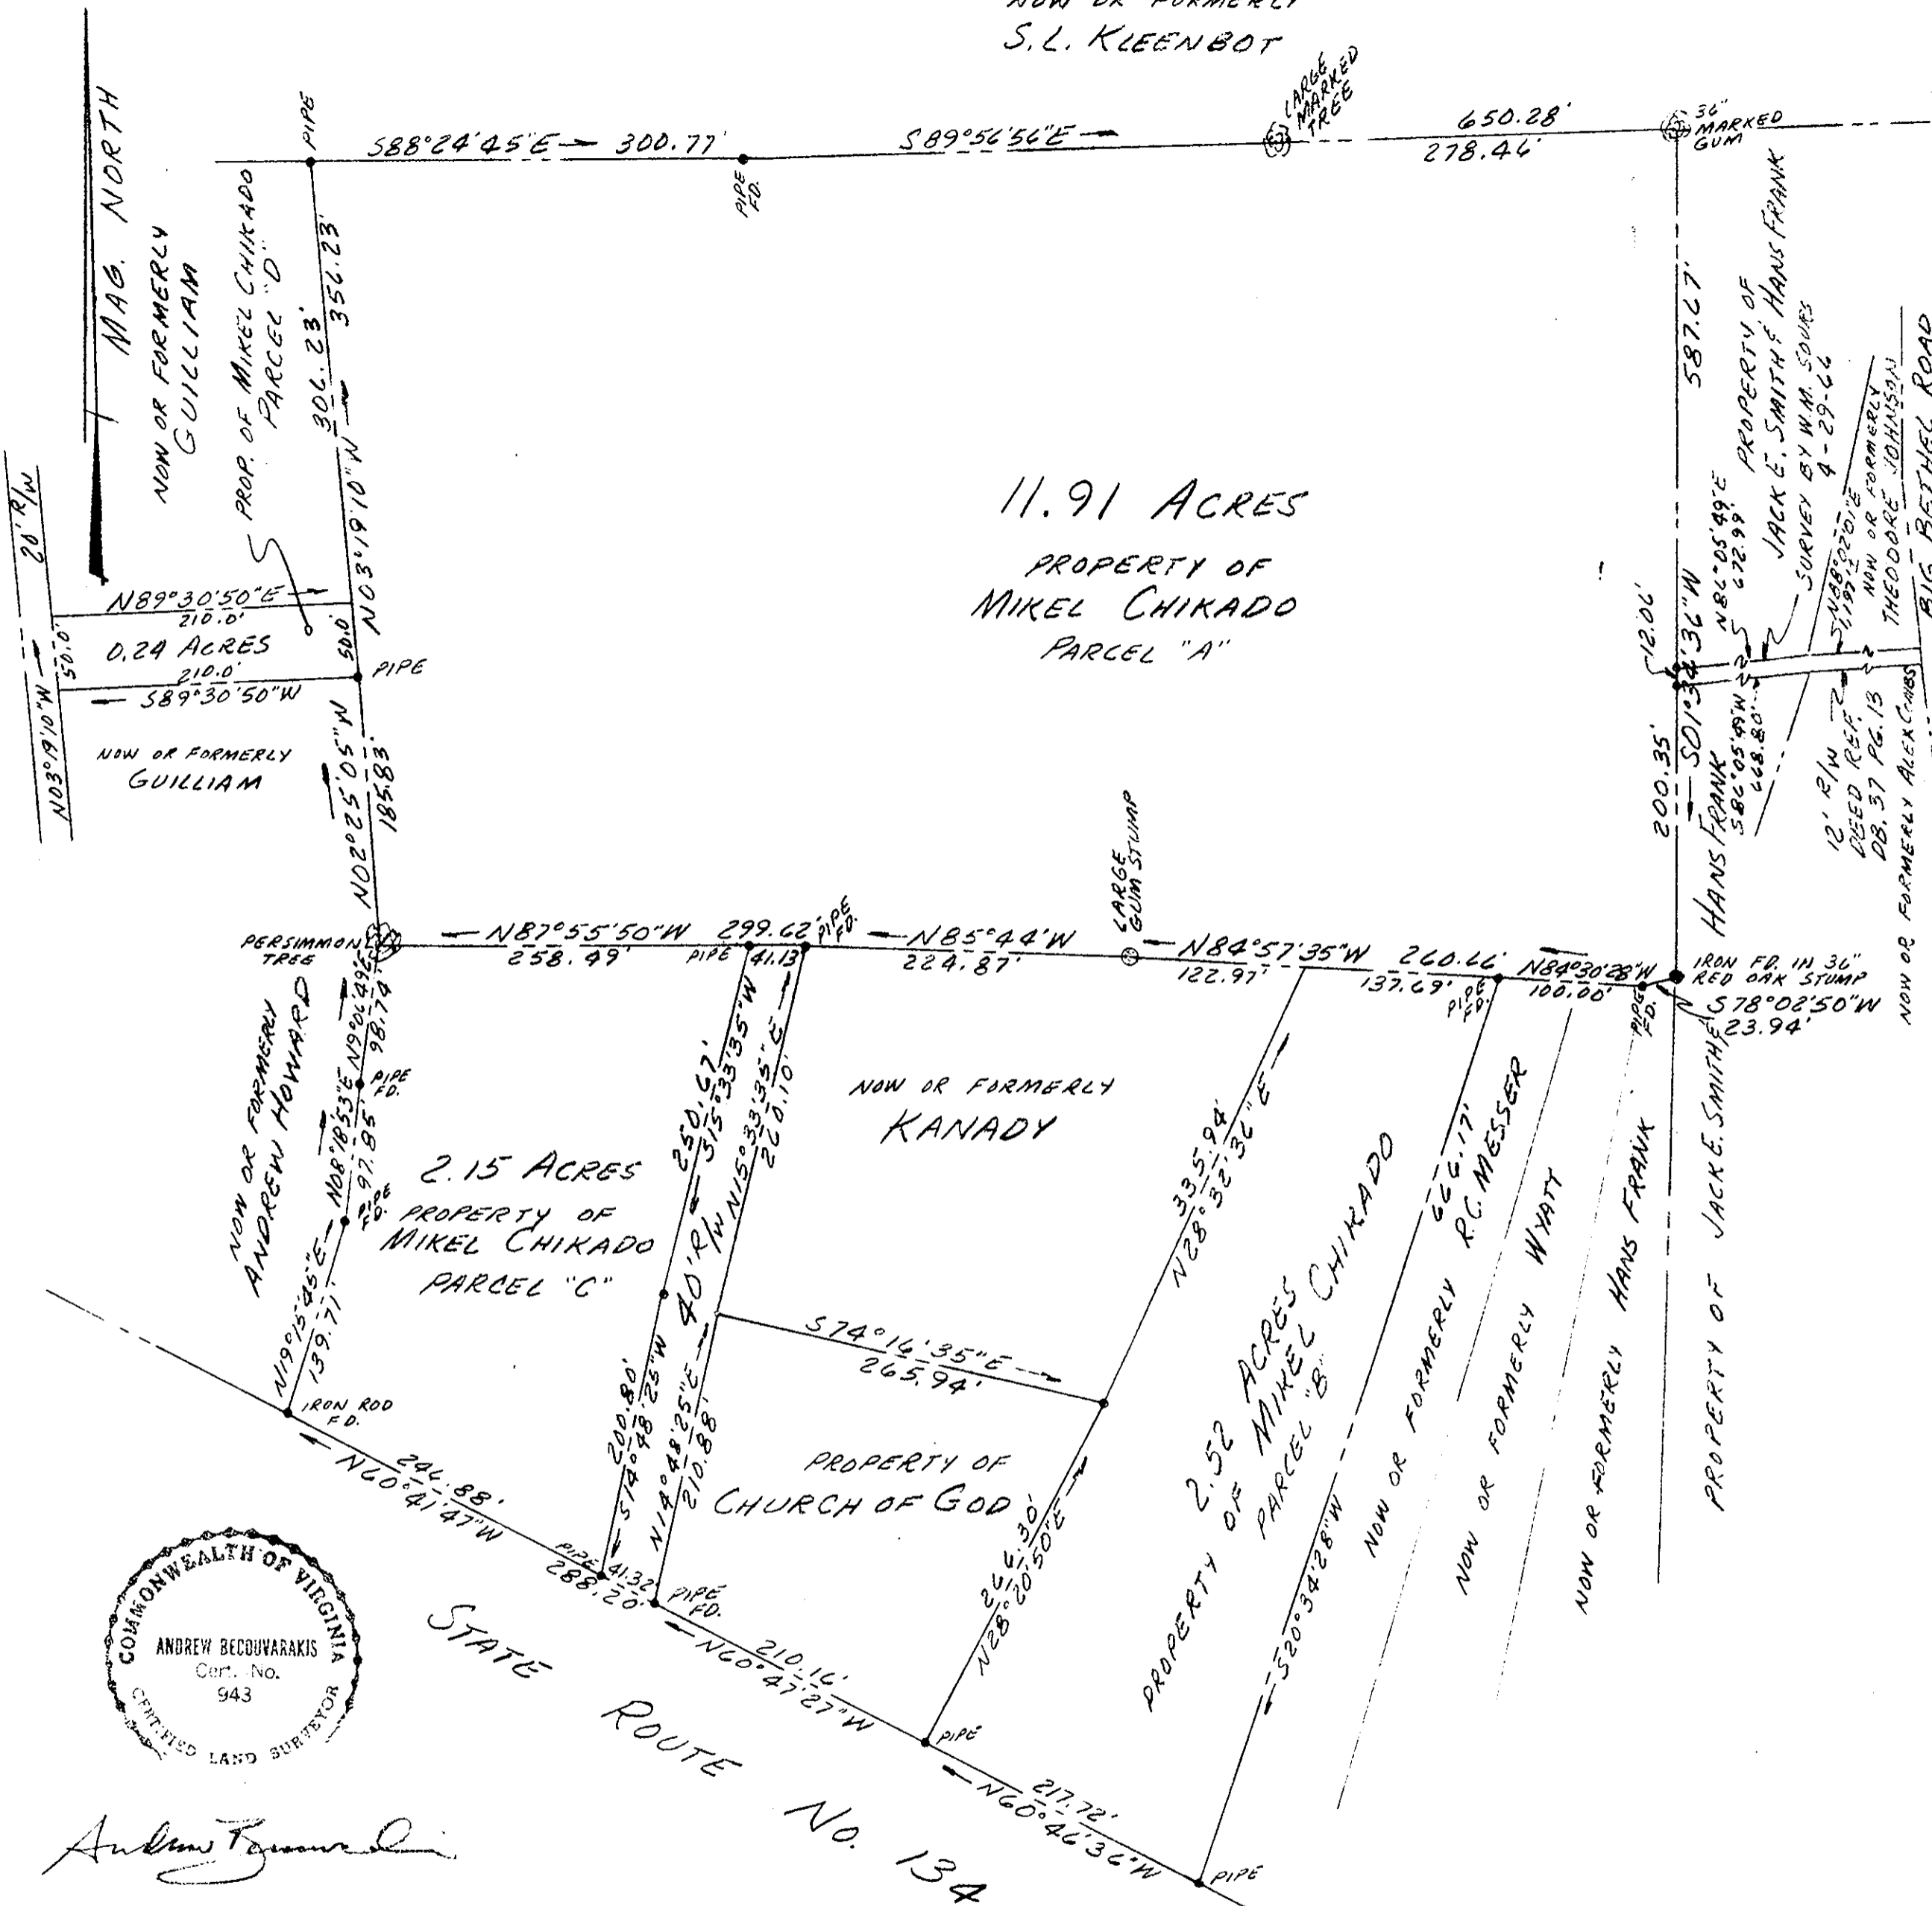 NOW OR FORMERLY
S.L. KLEENBOT
MAG. NORTH
NOW OR FORMERLY
GUILLIAM
PROP. OF MIKEL CHIKADO
PARCEL "D"
PIPE
S88°24'45"E 300.77'
PIPE
FD.
S89°56'56"E
LARGE
MARKED
TREE
650.28'
278.46'
36"
MARKED
GUM
306.23' 356.23'
N03°19'10"W
20' R/W
N03°19'10"W
50.0'
N89°30'50"E
210.0'
0.24 ACRES
210.0'
S89°30'50"W
50.0'
PIPE
NOW OR FORMERLY
GUILLIAM
N02°25'05"W
185.83'
11.91 ACRES
PROPERTY OF
MIKEL CHIKADO
PARCEL "A"
587.67'
12.06'
S01°34'36"W
200.35'
N86°05'49"E
672.99'
PROPERTY OF
JACK E. SMITH & HANS FRANK
SURVEY BY W.M. SOURS
4-29-66
N88°02'01"E
NOW OR FORMERLY
THEODORE JOHNSON
BIG BETHEL ROAD
HANS FRANK
S86°05'49"W
668.80'
12' R/W
DEED REF.
DB. 37 PG. 13
NOW OR FORMERLY ALEX COMBS
PERSIMMON
TREE
N87°55'50"W 299.62'
258.49' PIPE 41.13'
PIPE
FD.
N85°44'W
224.87'
LARGE
GUM STUMP
N84°57'35"W 260.66'
122.97' 137.69'
PIPE
FD.
N84°30'28"W
100.00'
PIPE
FD.
IRON FD. IN 36"
RED OAK STUMP
S78°02'50"W
23.94'
NOW OR FORMERLY
ANDREW HOWARD
N9°06'49"E
98.74'
PIPE
FD.
N08°18'53"E
97.85'
PIPE
FD.
N19°15'45"E
139.71'
IRON ROD
FD.
2.15 ACRES
PROPERTY OF
MIKEL CHIKADO
PARCEL "C"
250.67'
S15°33'35"W
N15°33'35"E
260.10'
40' R/W
200.80'
S14°48'25"W
N14°48'25"E
210.88'
NOW OR FORMERLY
KANADY
S74°16'35"E
265.94'
PROPERTY OF
CHURCH OF GOD
335.94'
N28°32'36"E
266.30'
N28°20'50"E
2.52 ACRES
PROPERTY OF MIKEL CHIKADO
PARCEL "B"
666.17'
S20°34'28"W
NOW OR FORMERLY R.C. MESSER
NOW OR FORMERLY WYATT
NOW OR FORMERLY HANS FRANK
PROPERTY OF JACK E. SMITH &
246.88'
N60°41'47"W
PIPE 41.32'
288.20'
PIPE
FD.
210.16'
N60°47'27"W
PIPE
217.72'
N60°46'36"W
PIPE
STATE ROUTE No. 134
COMMONWEALTH OF VIRGINIA
ANDREW BECOUVARAKIS
Cert. No.
943
CERTIFIED LAND SURVEYOR